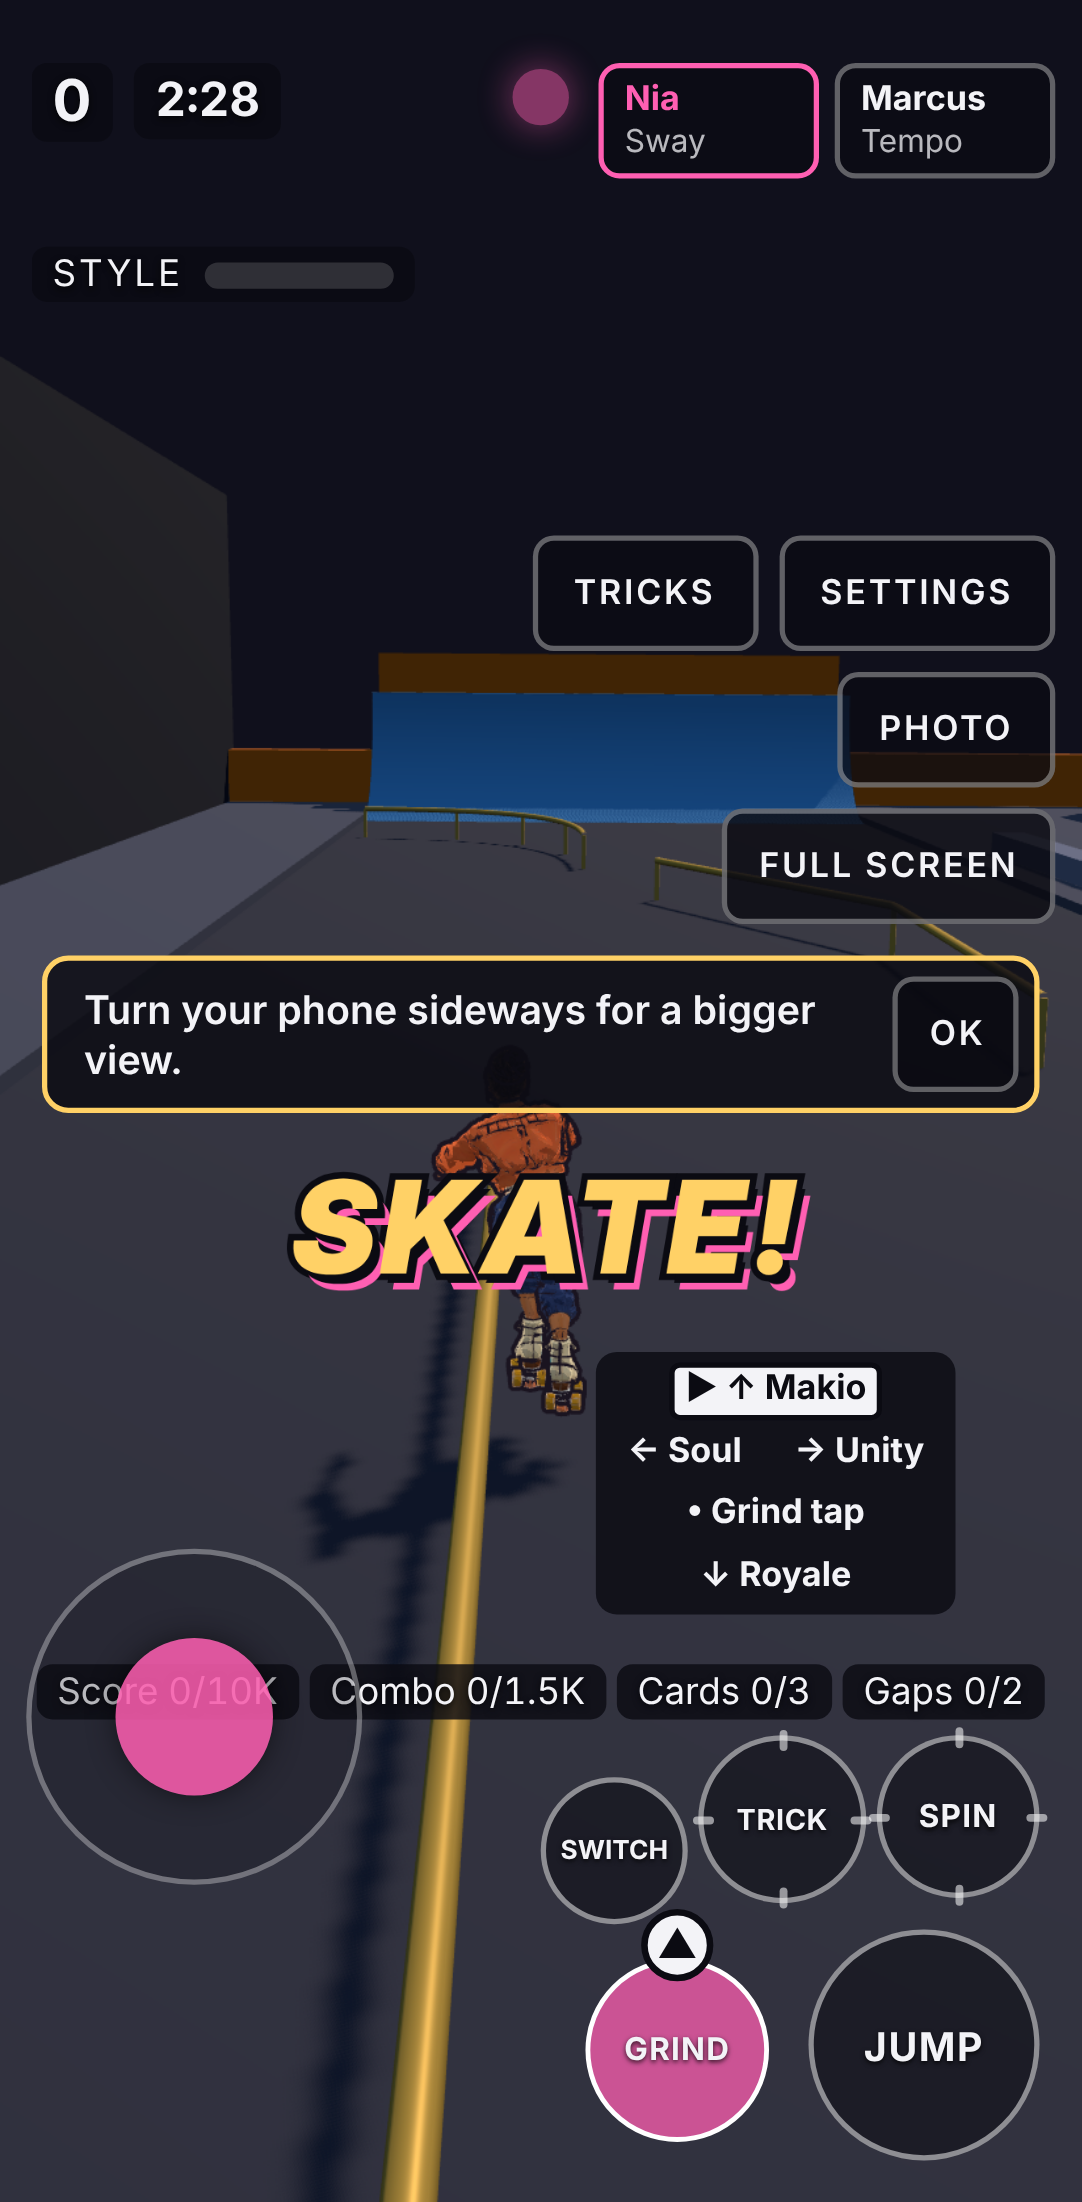 0
2:28
Nia
Sway
Marcus
Tempo
STYLE
TRICKS
SETTINGS
PHOTO
FULL SCREEN
Turn your phone sideways for a bigger
view.
OK
SKATE!
▶ ↑ Makio
← Soul → Unity
• Grind tap
↓ Royale
Score 0/10K
Combo 0/1.5K
Cards 0/3
Gaps 0/2
SWITCH
TRICK
SPIN
GRIND
JUMP